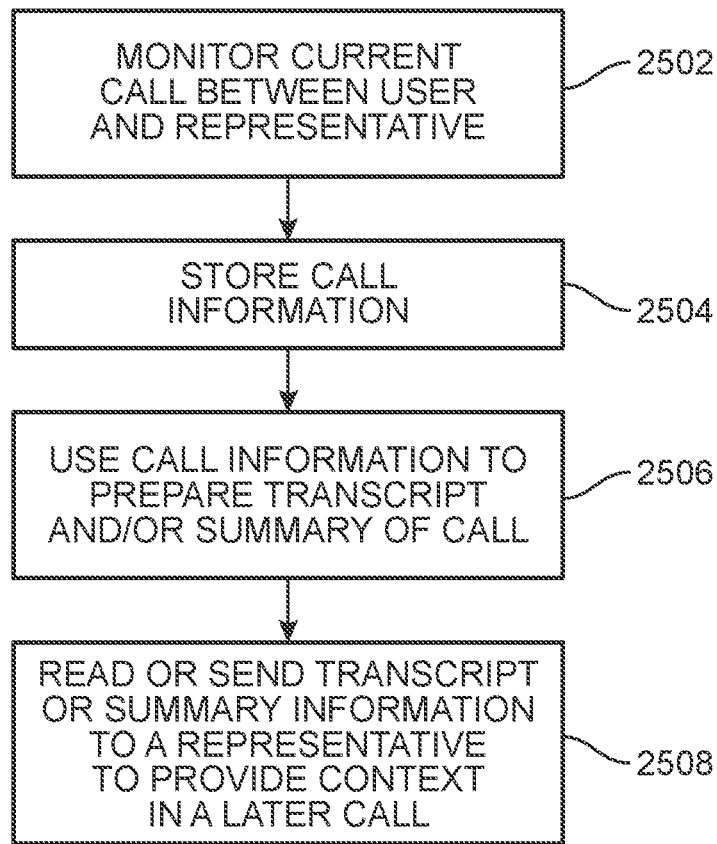 MONITOR CURRENT
CALL BETWEEN USER
AND REPRESENTATIVE
2502
STORE CALL
INFORMATION
2504
USE CALL INFORMATION TO
PREPARE TRANSCRIPT
AND/OR SUMMARY OF CALL
2506
READ OR SEND TRANSCRIPT
OR SUMMARY INFORMATION
TO A REPRESENTATIVE
TO PROVIDE CONTEXT
IN A LATER CALL
2508